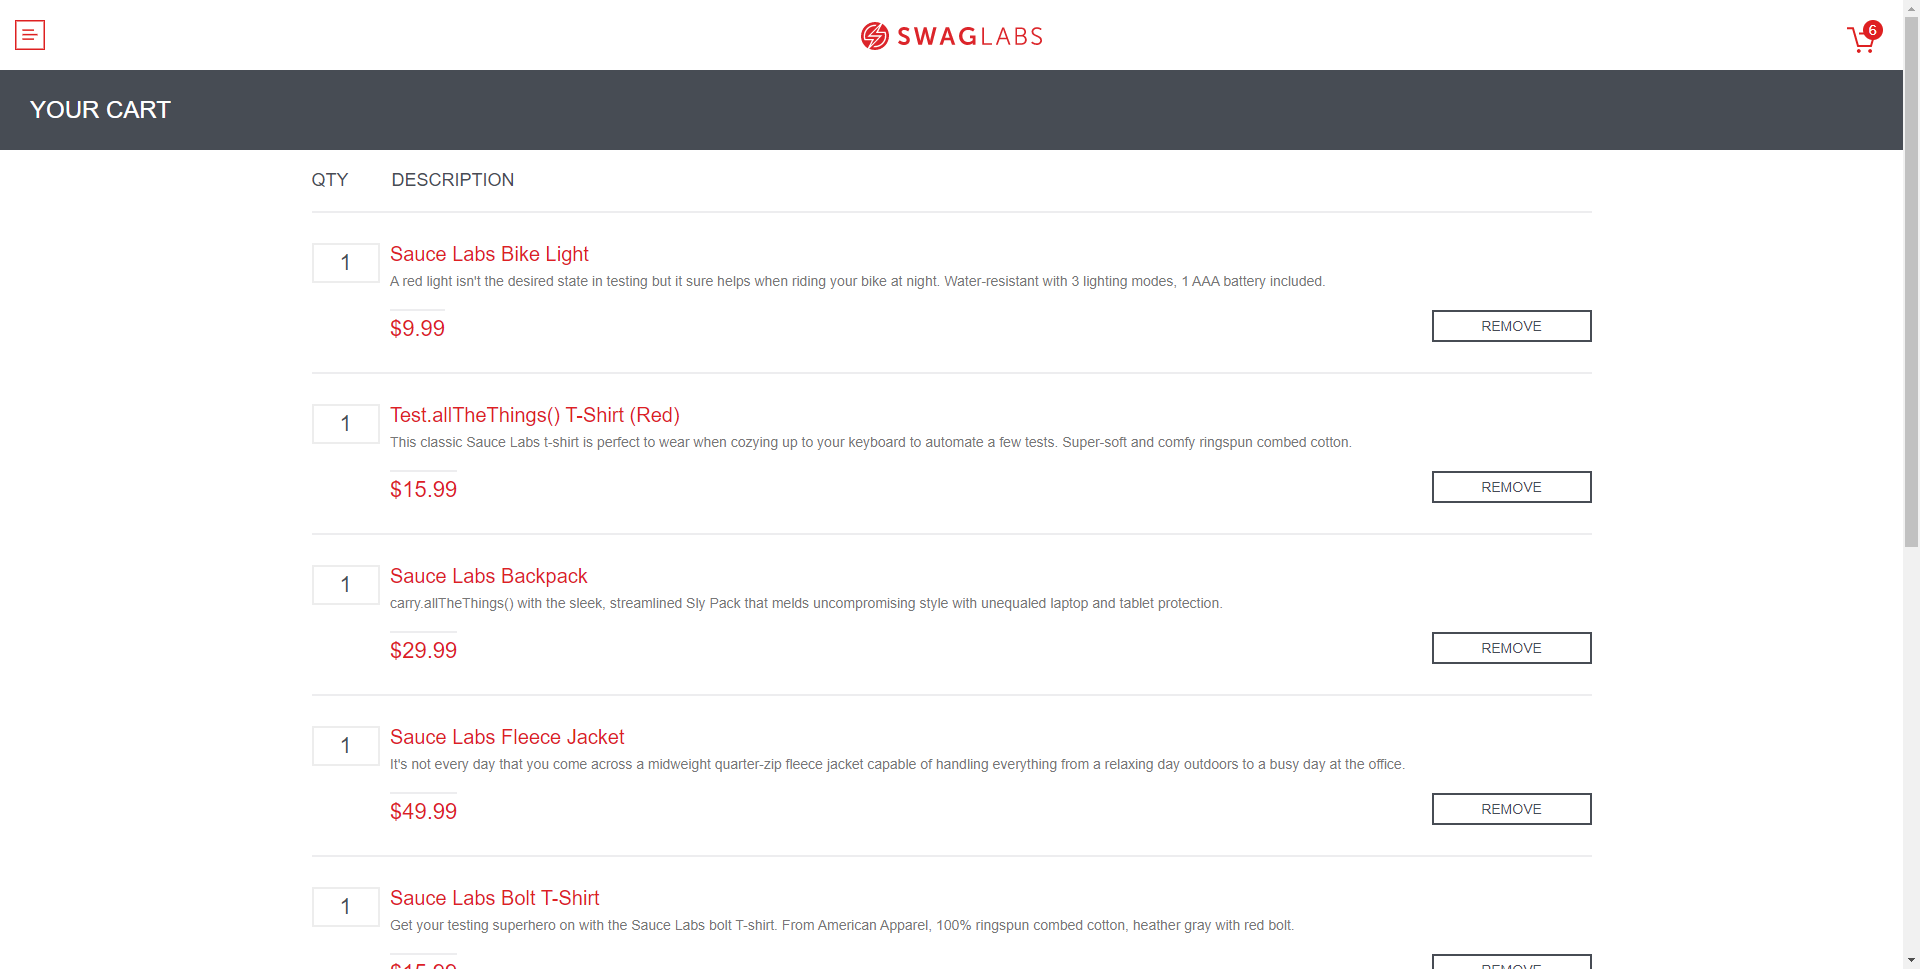 SWAGLABS
6
YOUR CART
QTY DESCRIPTION
1 Sauce Labs Bike Light
A red light isn't the desired state in testing but it sure helps when riding your bike at night. Water-resistant with 3 lighting modes, 1 AAA battery included.
$9.99 REMOVE
1 Test.allTheThings() T-Shirt (Red)
This classic Sauce Labs t-shirt is perfect to wear when cozying up to your keyboard to automate a few tests. Super-soft and comfy ringspun combed cotton.
$15.99 REMOVE
1 Sauce Labs Backpack
carry.allTheThings() with the sleek, streamlined Sly Pack that melds uncompromising style with unequaled laptop and tablet protection.
$29.99 REMOVE
1 Sauce Labs Fleece Jacket
It's not every day that you come across a midweight quarter-zip fleece jacket capable of handling everything from a relaxing day outdoors to a busy day at the office.
$49.99 REMOVE
1 Sauce Labs Bolt T-Shirt
Get your testing superhero on with the Sauce Labs bolt T-shirt. From American Apparel, 100% ringspun combed cotton, heather gray with red bolt.
$15.99 REMOVE